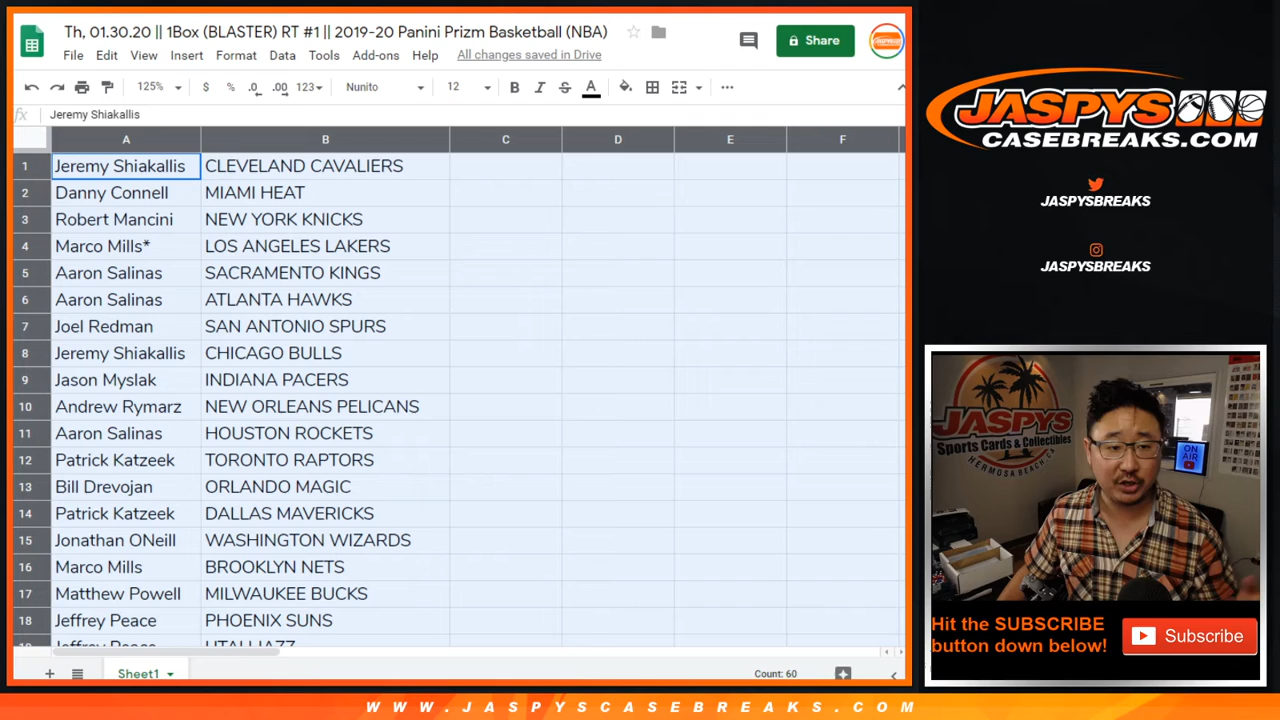 Th, 01.30.20 || 1Box (BLASTER) RT #1 || 2019-20 Panini Prizm Basketball (NBA)
File Edit View Insert Format Data Tools Add-ons Help All changes saved in Drive
Share
125% $ % .0 .00 123 Nunito 12 B I S A
fx Jeremy Shiakallis
A B C D E F
1 Jeremy Shiakallis CLEVELAND CAVALIERS
2 Danny Connell MIAMI HEAT
3 Robert Mancini NEW YORK KNICKS
4 Marco Mills* LOS ANGELES LAKERS
5 Aaron Salinas SACRAMENTO KINGS
6 Aaron Salinas ATLANTA HAWKS
7 Joel Redman SAN ANTONIO SPURS
8 Jeremy Shiakallis CHICAGO BULLS
9 Jason Myslak INDIANA PACERS
10 Andrew Rymarz NEW ORLEANS PELICANS
11 Aaron Salinas HOUSTON ROCKETS
12 Patrick Katzeek TORONTO RAPTORS
13 Bill Drevojan ORLANDO MAGIC
14 Patrick Katzeek DALLAS MAVERICKS
15 Jonathan ONeill WASHINGTON WIZARDS
16 Marco Mills BROOKLYN NETS
17 Matthew Powell MILWAUKEE BUCKS
18 Jeffrey Peace PHOENIX SUNS
19 Jeffrey Peace UTAH JAZZ
Sheet1
Count: 60
JASPYS
CASEBREAKS.COM
JASPYSBREAKS
JASPYSBREAKS
JASPYS
Sports Cards & Collectibles
HERMOSA BEACH, CA
ON
AIR
Hit the SUBSCRIBE
button down below!
Subscribe
WWW.JASPYSCASEBREAKS.COM